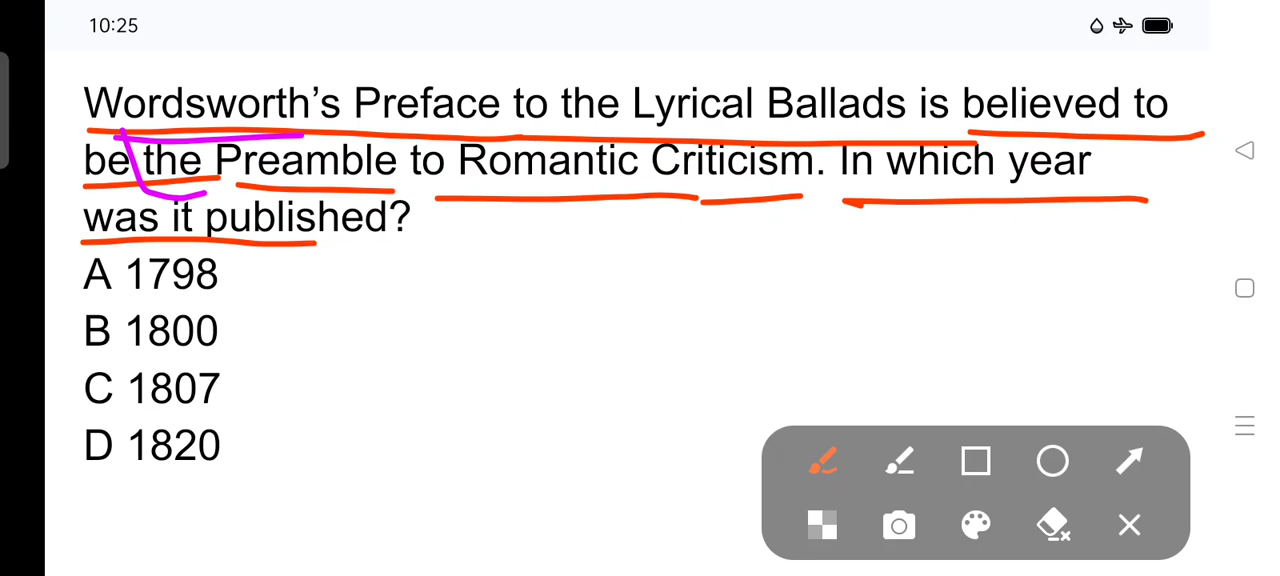 10:25
Wordsworth’s Preface to the Lyrical Ballads is believed to
be the Preamble to Romantic Criticism. In which year
was it published?
A 1798
B 1800
C 1807
D 1820